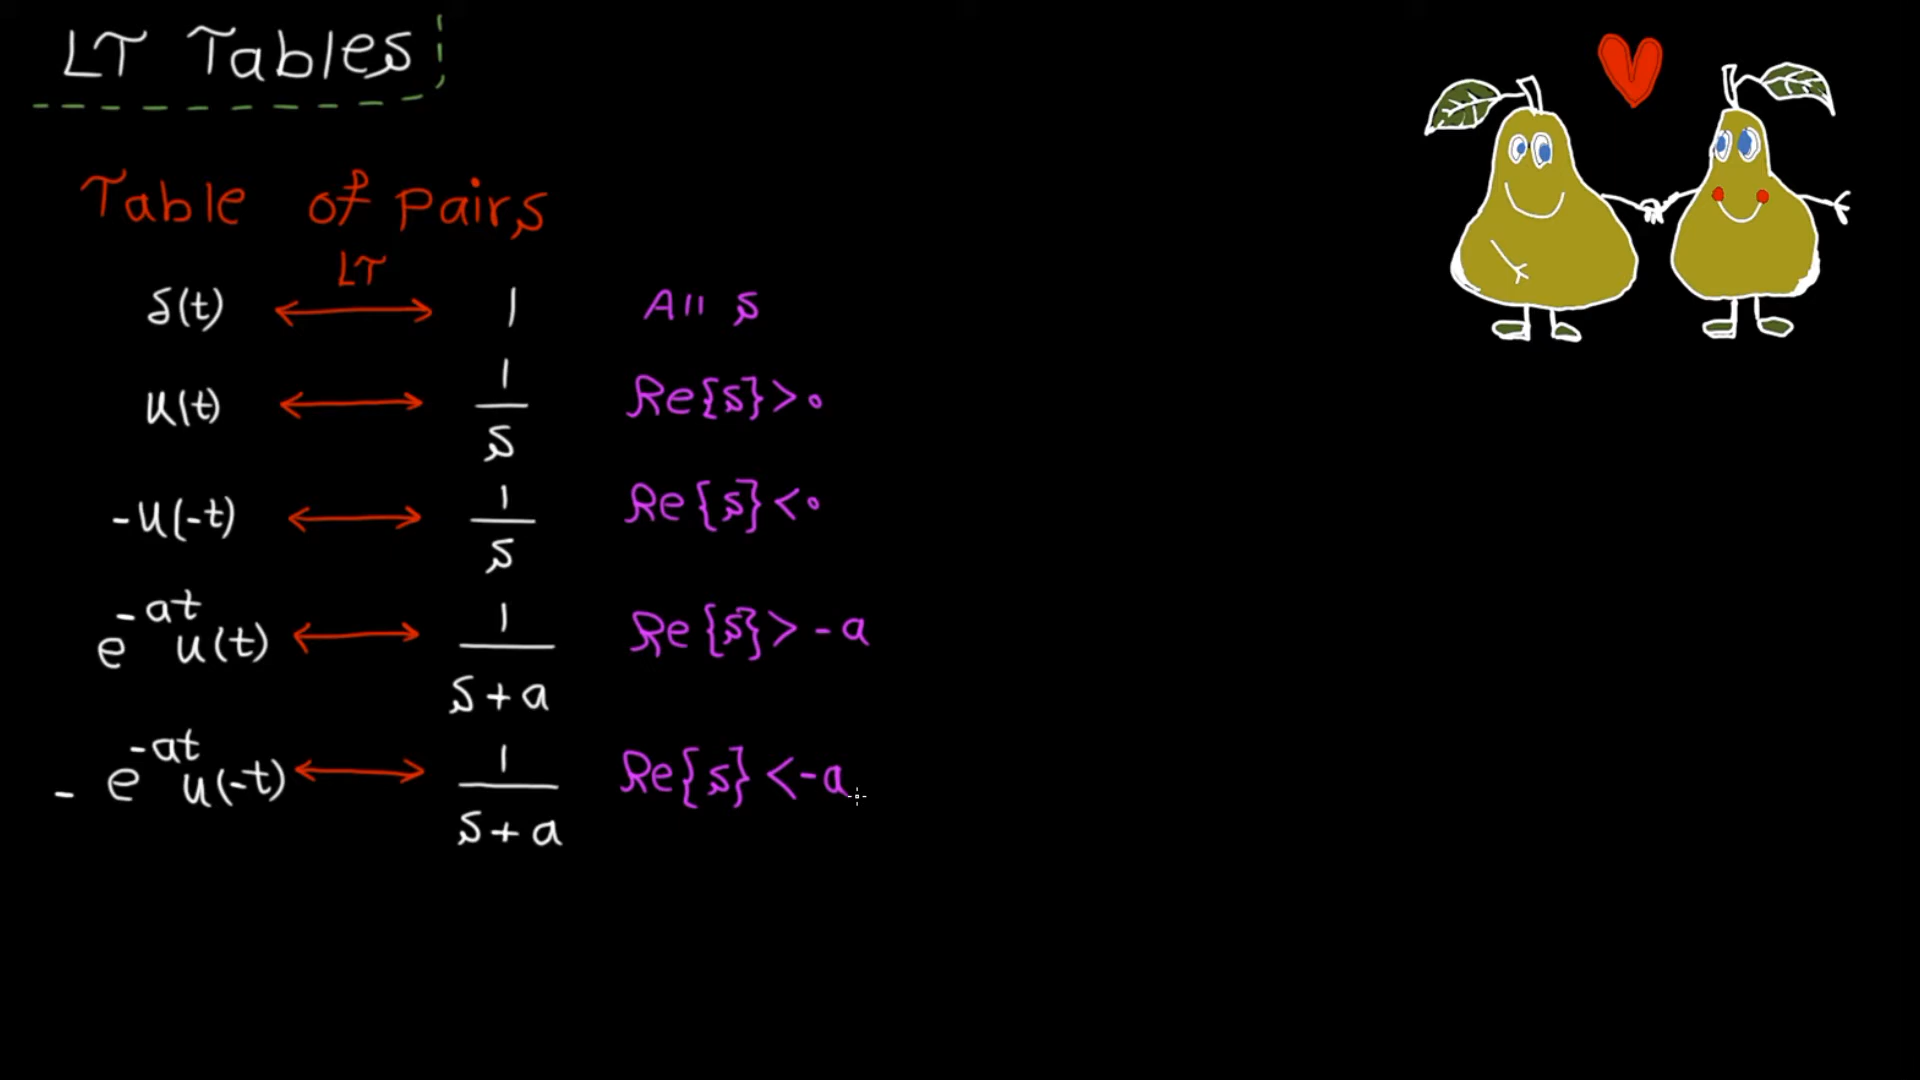 LT Tables
Table of pairs
LT
δ(t) ⟷ 1 All s
u(t) ⟷ 1/s Re{s}>0
-u(-t) ⟷ 1/s Re{s}<0
e^{-at}u(t) ⟷ 1/(s+a) Re{s}>-a
-e^{-at}u(-t) ⟷ 1/(s+a) Re{s}<-a